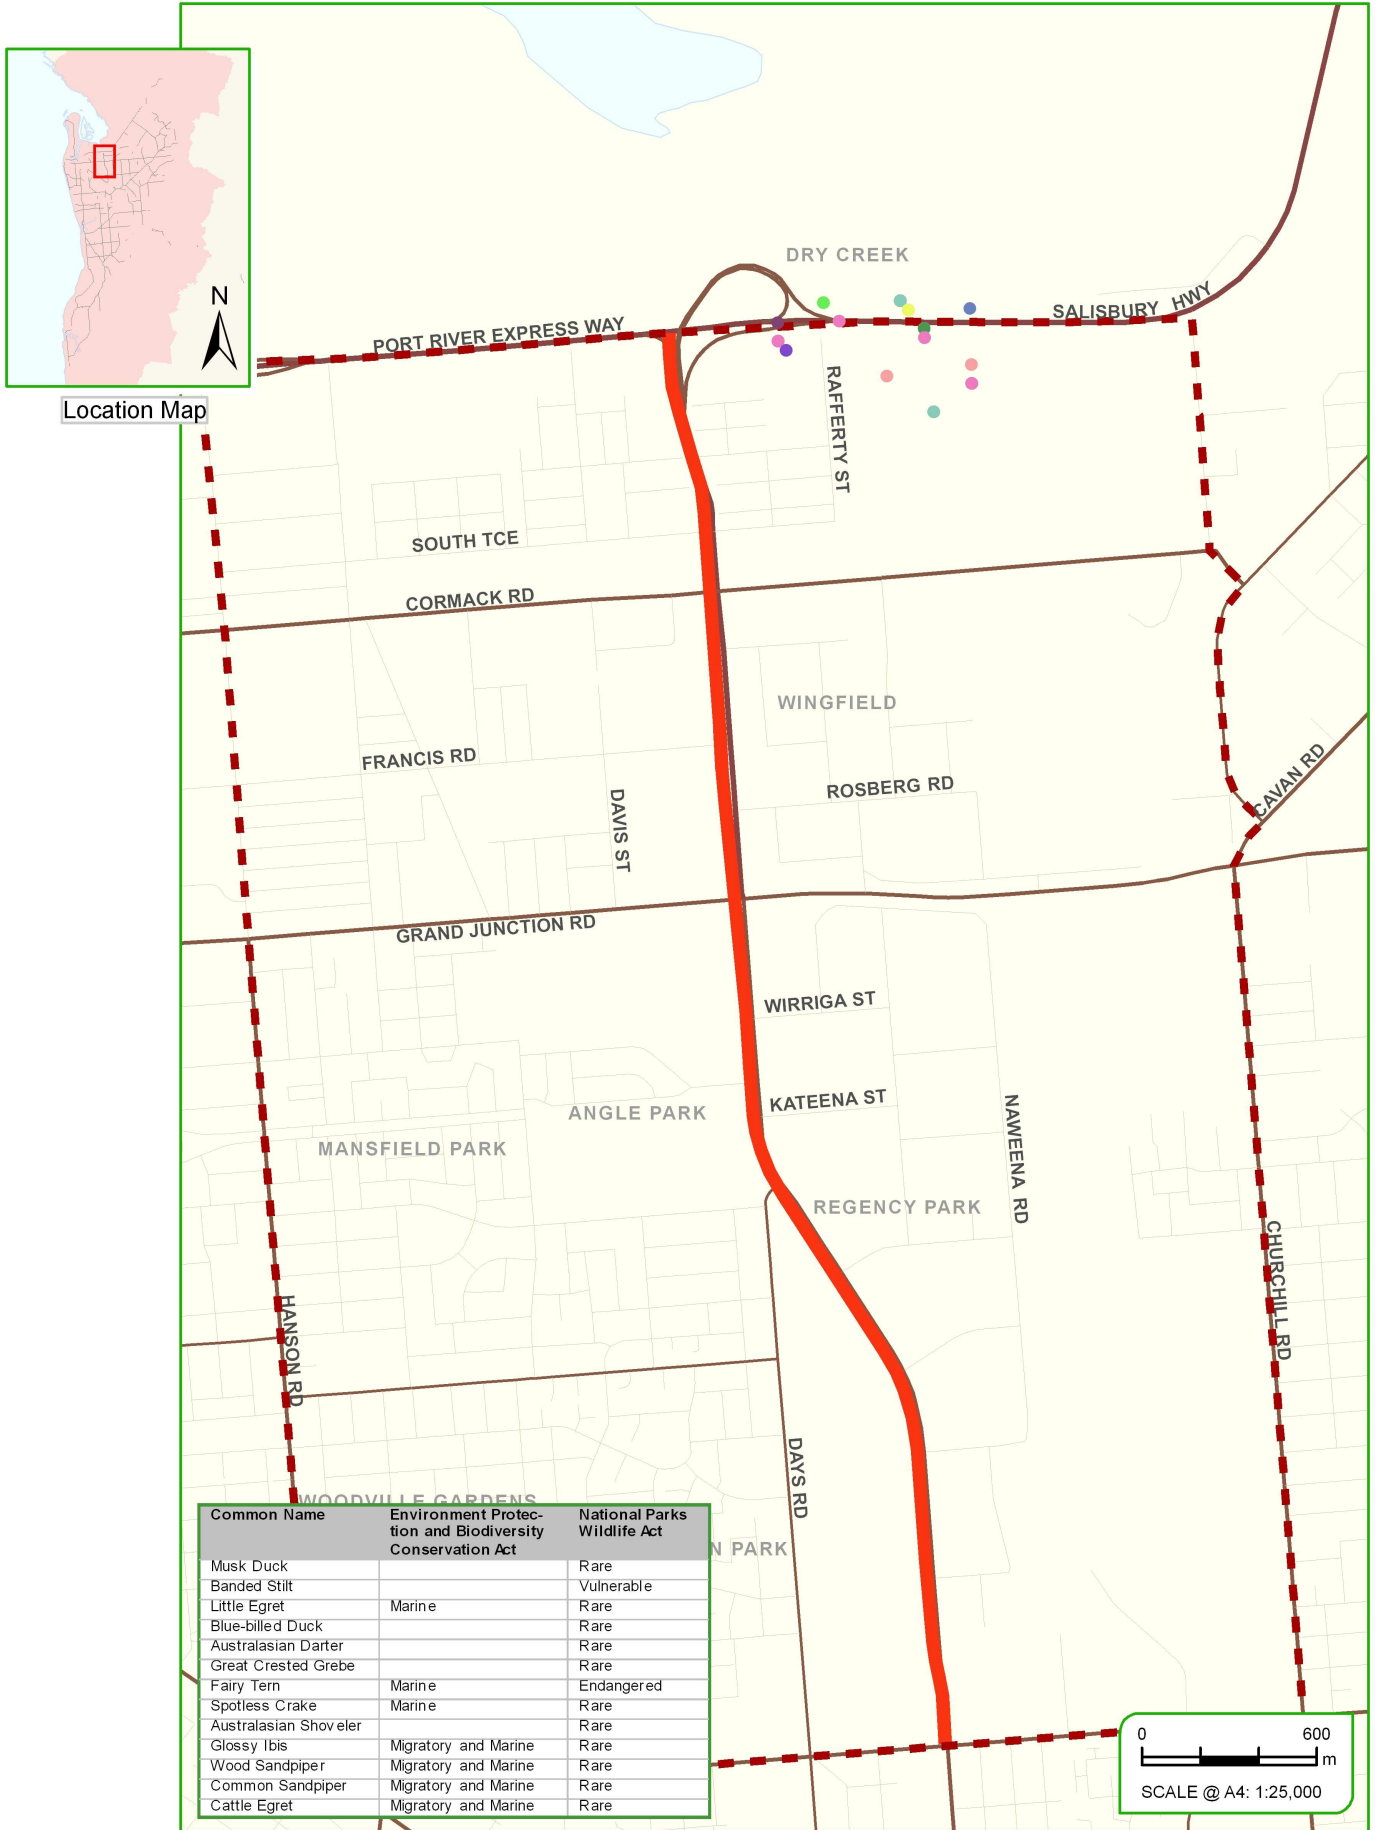 N
Location Map
DRY CREEK
SALISBURY HWY
PORT RIVER EXPRESS WAY
RAFFERTY ST
SOUTH TCE
CORMACK RD
WINGFIELD
FRANCIS RD
ROSBERG RD
CAVAN RD
DAVIS ST
GRAND JUNCTION RD
WIRRIGA ST
KATEENA ST
ANGLE PARK
MANSFIELD PARK
NAWEENA RD
REGENCY PARK
CHURCHILL RD
HANSON RD
DAYS RD
WOODVILLE GARDENS
N PARK
Common Name Environment Protec- National Parks
tion and Biodiversity Wildlife Act
Conservation Act
Musk Duck Rare
Banded Stilt Vulnerable
Little Egret Marine Rare
Blue-billed Duck Rare
Australasian Darter Rare
Great Crested Grebe Rare
Fairy Tern Marine Endangered
Spotless Crake Marine Rare
Australasian Shoveler Rare
Glossy Ibis Migratory and Marine Rare
Wood Sandpiper Migratory and Marine Rare
Common Sandpiper Migratory and Marine Rare
Cattle Egret Migratory and Marine Rare
0 600
m
SCALE @ A4: 1:25,000